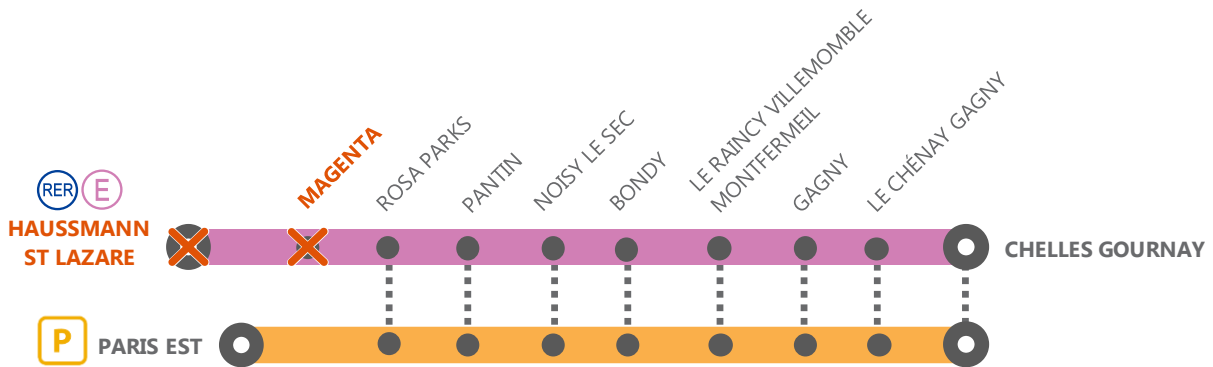 RER E
HAUSSMANN
ST LAZARE
MAGENTA
ROSA PARKS
PANTIN
NOISY LE SEC
BONDY
LE RAINCY VILLEMOMBLE
MONTFERMEIL
GAGNY
LE CHÉNAY GAGNY
CHELLES GOURNAY
P PARIS EST